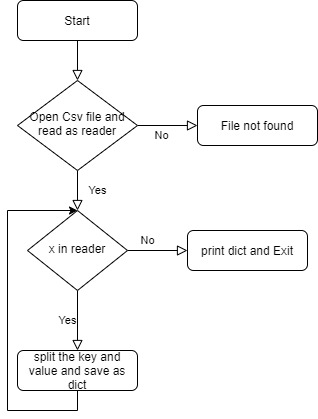 Start
Open Csv file and
read as reader
No
File not found
Yes
x in reader
No
print dict and Exit
Yes
split the key and
value and save as
dict